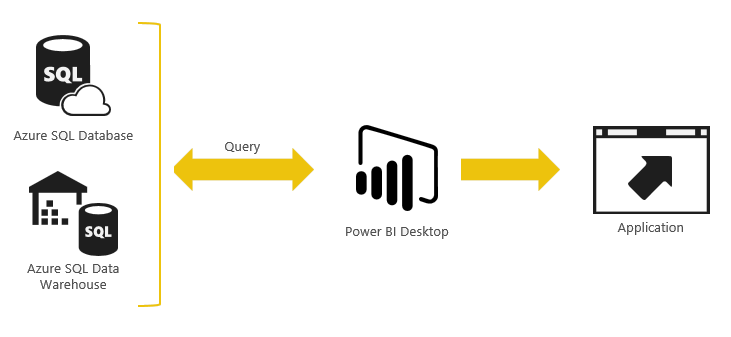 SQL
Azure SQL Database
SQL
Azure SQL Data
Warehouse
Query
Power BI Desktop
Application